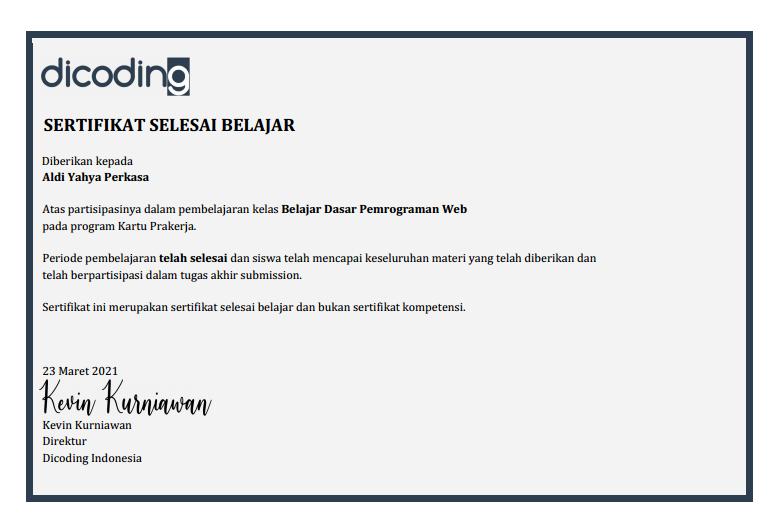 dicoding
SERTIFIKAT SELESAI BELAJAR
Diberikan kepada
Aldi Yahya Perkasa
Atas partisipasinya dalam pembelajaran kelas Belajar Dasar Pemrograman Web
pada program Kartu Prakerja.
Periode pembelajaran telah selesai dan siswa telah mencapai keseluruhan materi yang telah diberikan dan
telah berpartisipasi dalam tugas akhir submission.
Sertifikat ini merupakan sertifikat selesai belajar dan bukan sertifikat kompetensi.
23 Maret 2021
Kevin Kurniawan
Kevin Kurniawan
Direktur
Dicoding Indonesia